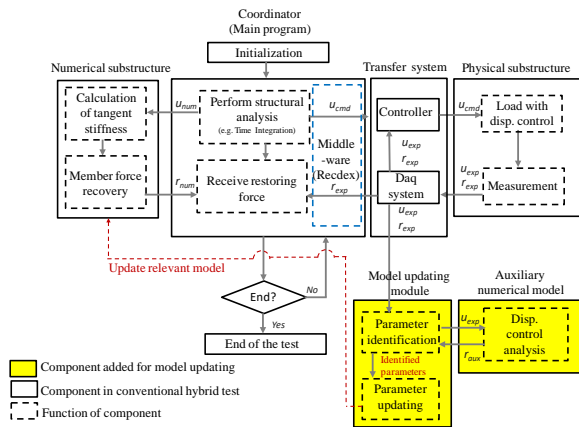 Coordinator
(Main program)
Initialization
Numerical substructure
Transfer system
Physical substructure
Calculation
of tangent
stiffness
u_num
Perform structural
analysis
(e.g. Time Integration)
u_cmd
Controller
u_cmd
Load with
disp. control
Middle
-ware
(Recdex)
u_exp
r_exp
Member force
recovery
r_num
Receive restoring
force
r_exp
Daq
system
u_exp
r_exp
Measurement
u_exp
r_exp
Update relevant model
End?
No
Yes
End of the test
Model updating
module
Auxiliary
numerical model
Parameter
identification
u_exp
r_aux
Disp.
control
analysis
Identified
parameters
Parameter
updating
Component added for model updating
Component in conventional hybrid test
Function of component